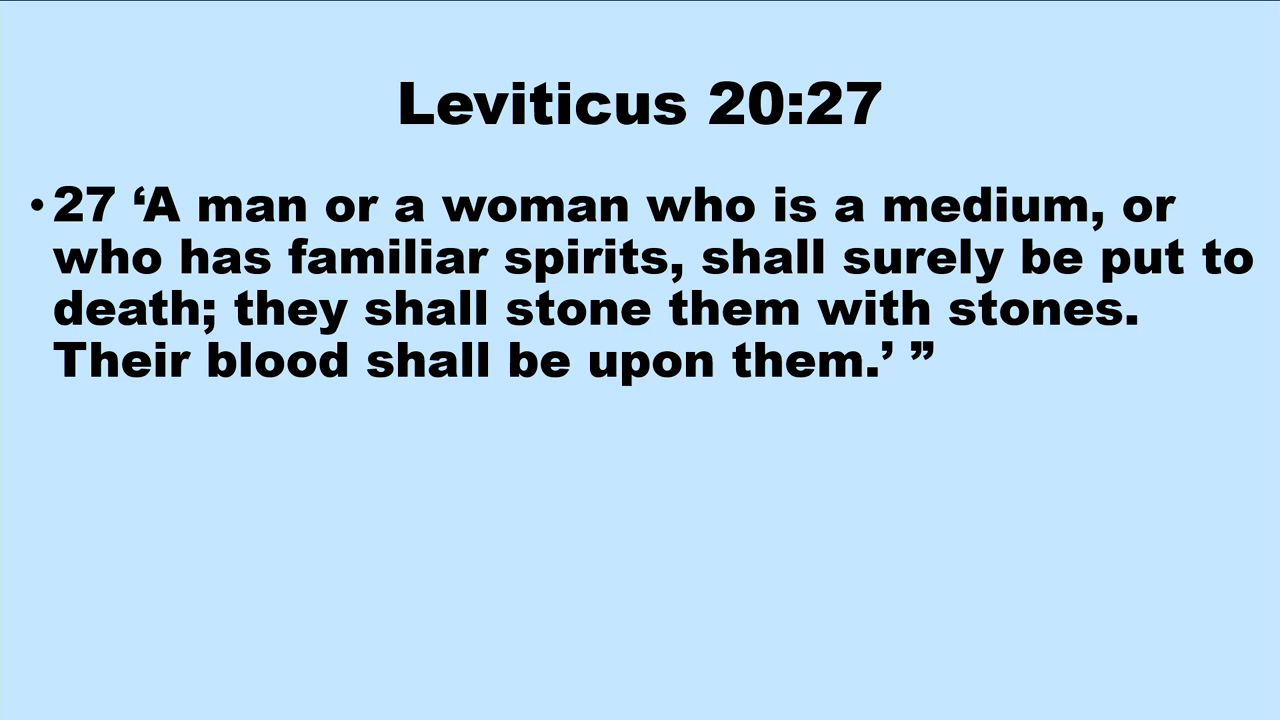 Leviticus 20:27
• 27 ‘A man or a woman who is a medium, or
who has familiar spirits, shall surely be put to
death; they shall stone them with stones.
Their blood shall be upon them.’ ”